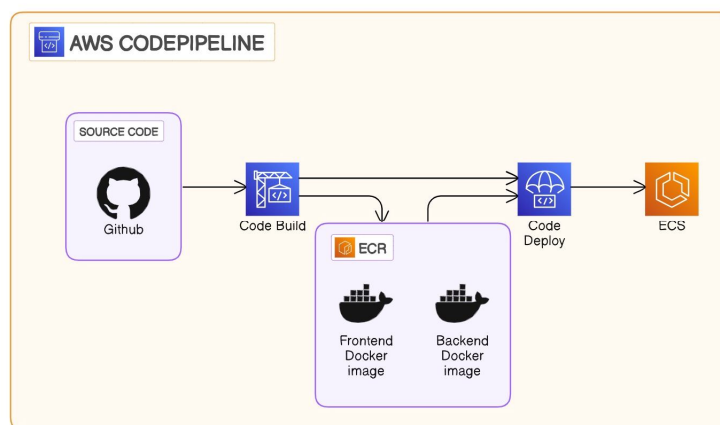 AWS CODEPIPELINE
SOURCE CODE
Github
Code Build
Code
Deploy
ECS
ECR
Frontend
Docker
image
Backend
Docker
image